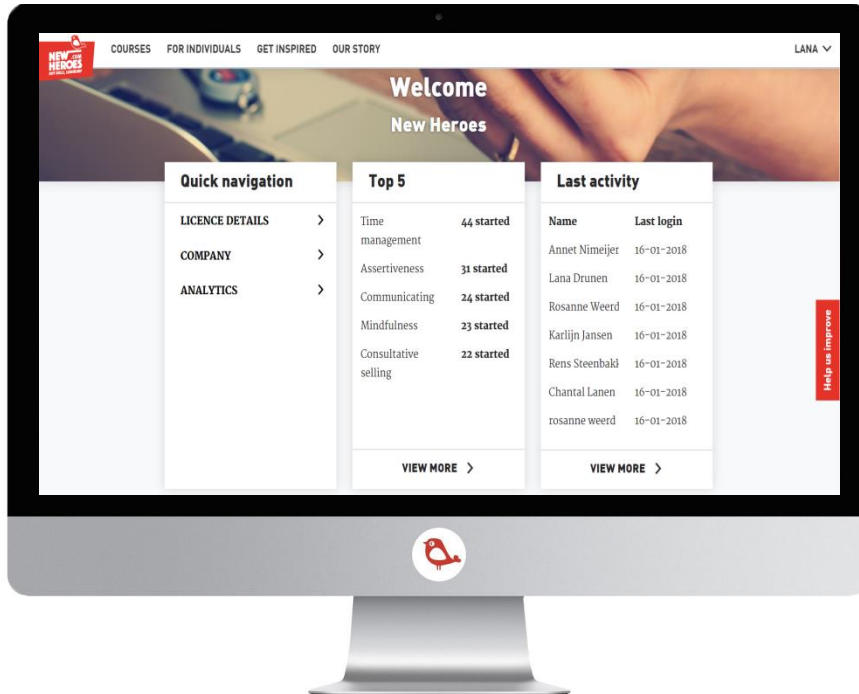 NEW .COM
HEROES
COURSES FOR INDIVIDUALS GET INSPIRED OUR STORY LANA
Welcome
New Heroes
Quick navigation
LICENCE DETAILS
COMPANY
ANALYTICS
Top 5
Time management 44 started
Assertiveness 31 started
Communicating 24 started
Mindfulness 23 started
Consultative selling 22 started
VIEW MORE
Last activity
Name Last login
Annet Nimeijer 16-01-2018
Lana Drunen 16-01-2018
Rosanne Weerd 16-01-2018
Karlijn Jansen 16-01-2018
Rens Steenbakk 16-01-2018
Chantal Lanen 16-01-2018
rosanne weerd 16-01-2018
VIEW MORE
Help us improve